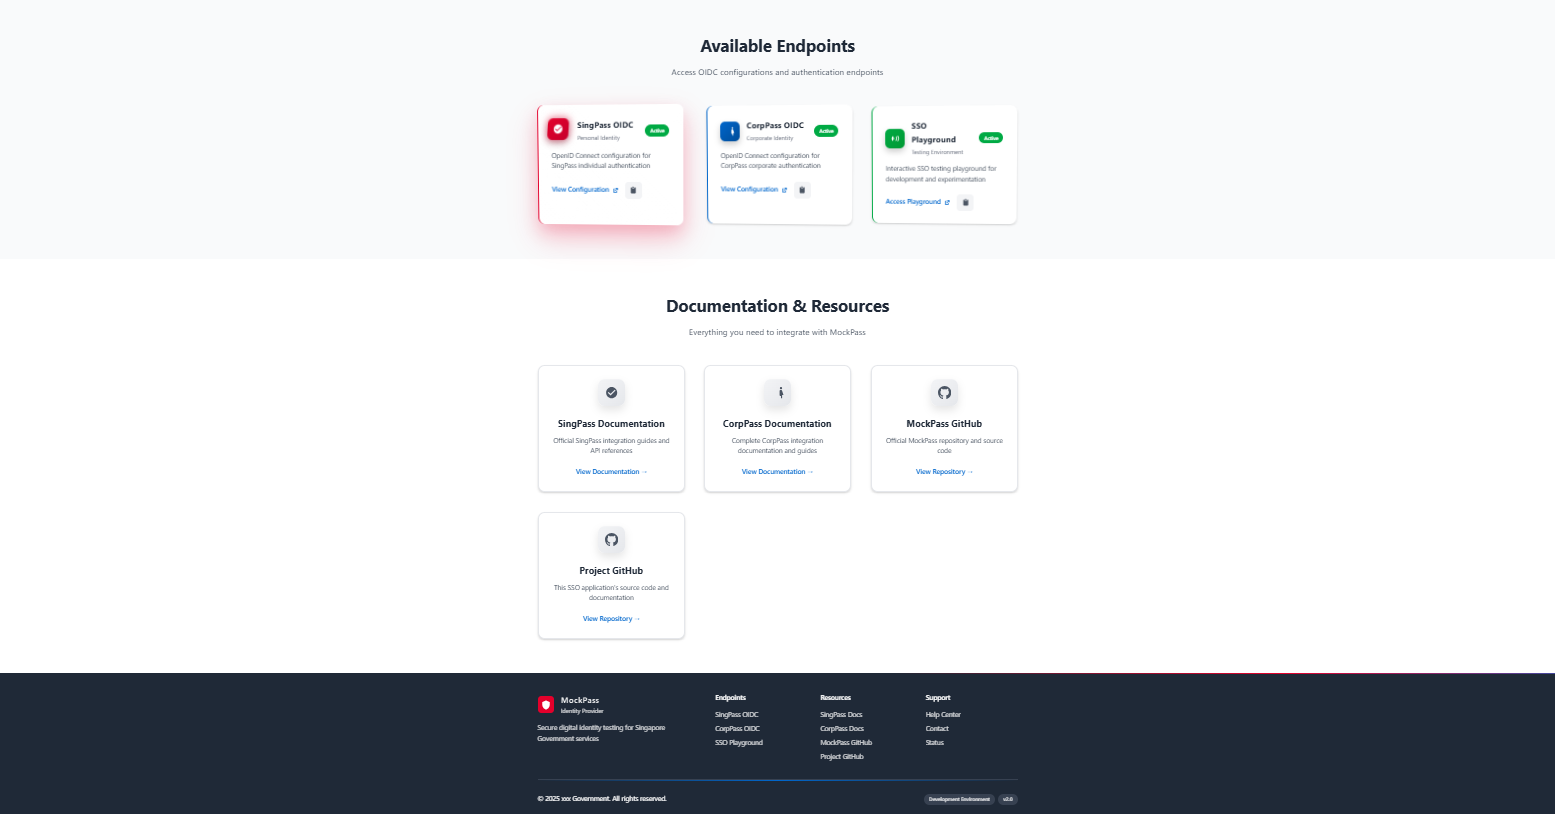 Available Endpoints
Access OIDC configurations and authentication endpoints
SingPass OIDC
Personal Identity
Active
OpenID Connect configuration for
SingPass individual authentication
View Configuration
CorpPass OIDC
Corporate Identity
Active
OpenID Connect configuration for
CorpPass corporate authentication
View Configuration
SSO
Playground
Testing Environment
Active
Interactive SSO testing playground for
development and experimentation
Access Playground
Documentation & Resources
Everything you need to integrate with MockPass
SingPass Documentation
Official SingPass integration guides and
API references
View Documentation →
CorpPass Documentation
Complete CorpPass integration
documentation and guides
View Documentation →
MockPass GitHub
Official MockPass repository and source
code
View Repository →
Project GitHub
This SSO application's source code and
documentation
View Repository →
MockPass
Identity Provider
Secure digital identity testing for Singapore
Government services
Endpoints
SingPass OIDC
CorpPass OIDC
SSO Playground
Resources
SingPass Docs
CorpPass Docs
MockPass GitHub
Project GitHub
Support
Help Center
Contact
Status
© 2025 xxx Government. All rights reserved.
Development Environment
v2.0